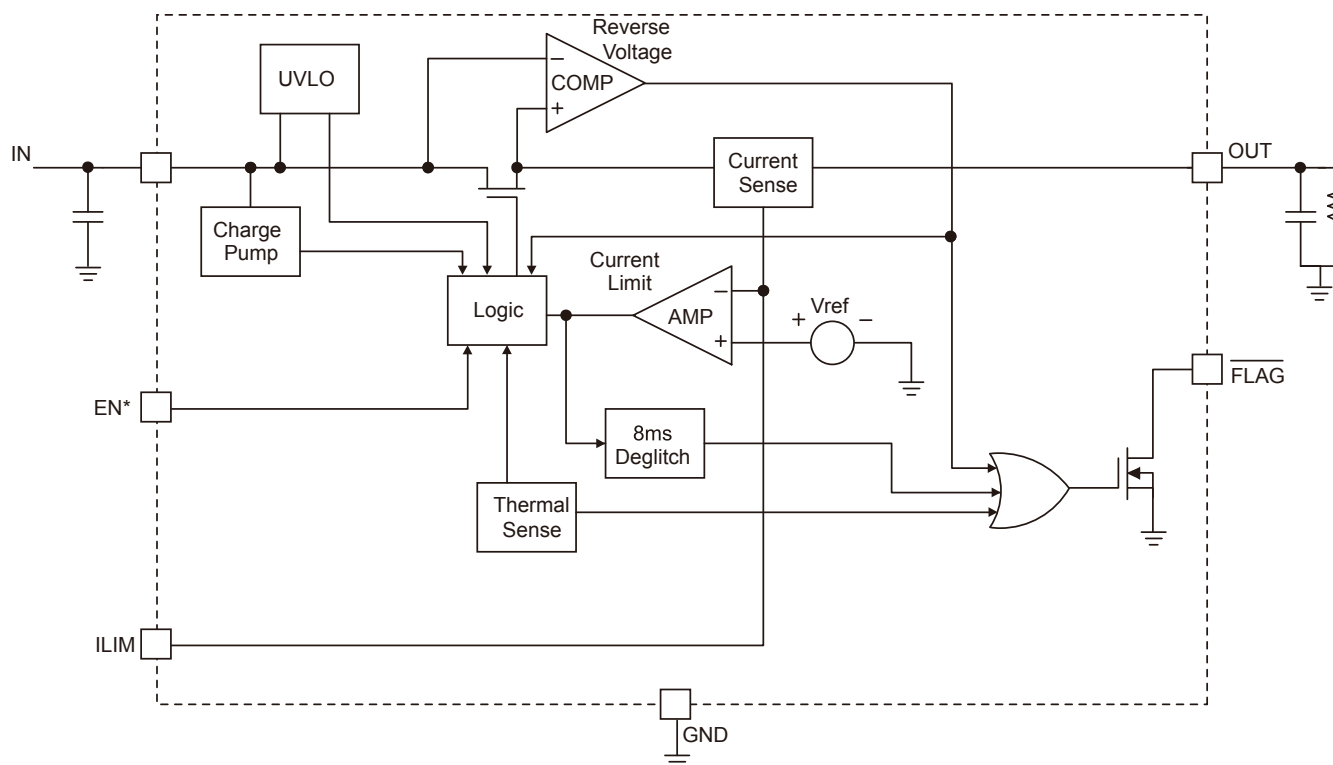 Reverse
Voltage
UVLO
−
COMP
+
IN
Current
Sense
OUT
Charge
Pump
Current
Limit
Logic
−
AMP
+
+
Vref
−
FLAG
EN*
8ms
Deglitch
Thermal
Sense
ILIM
GND